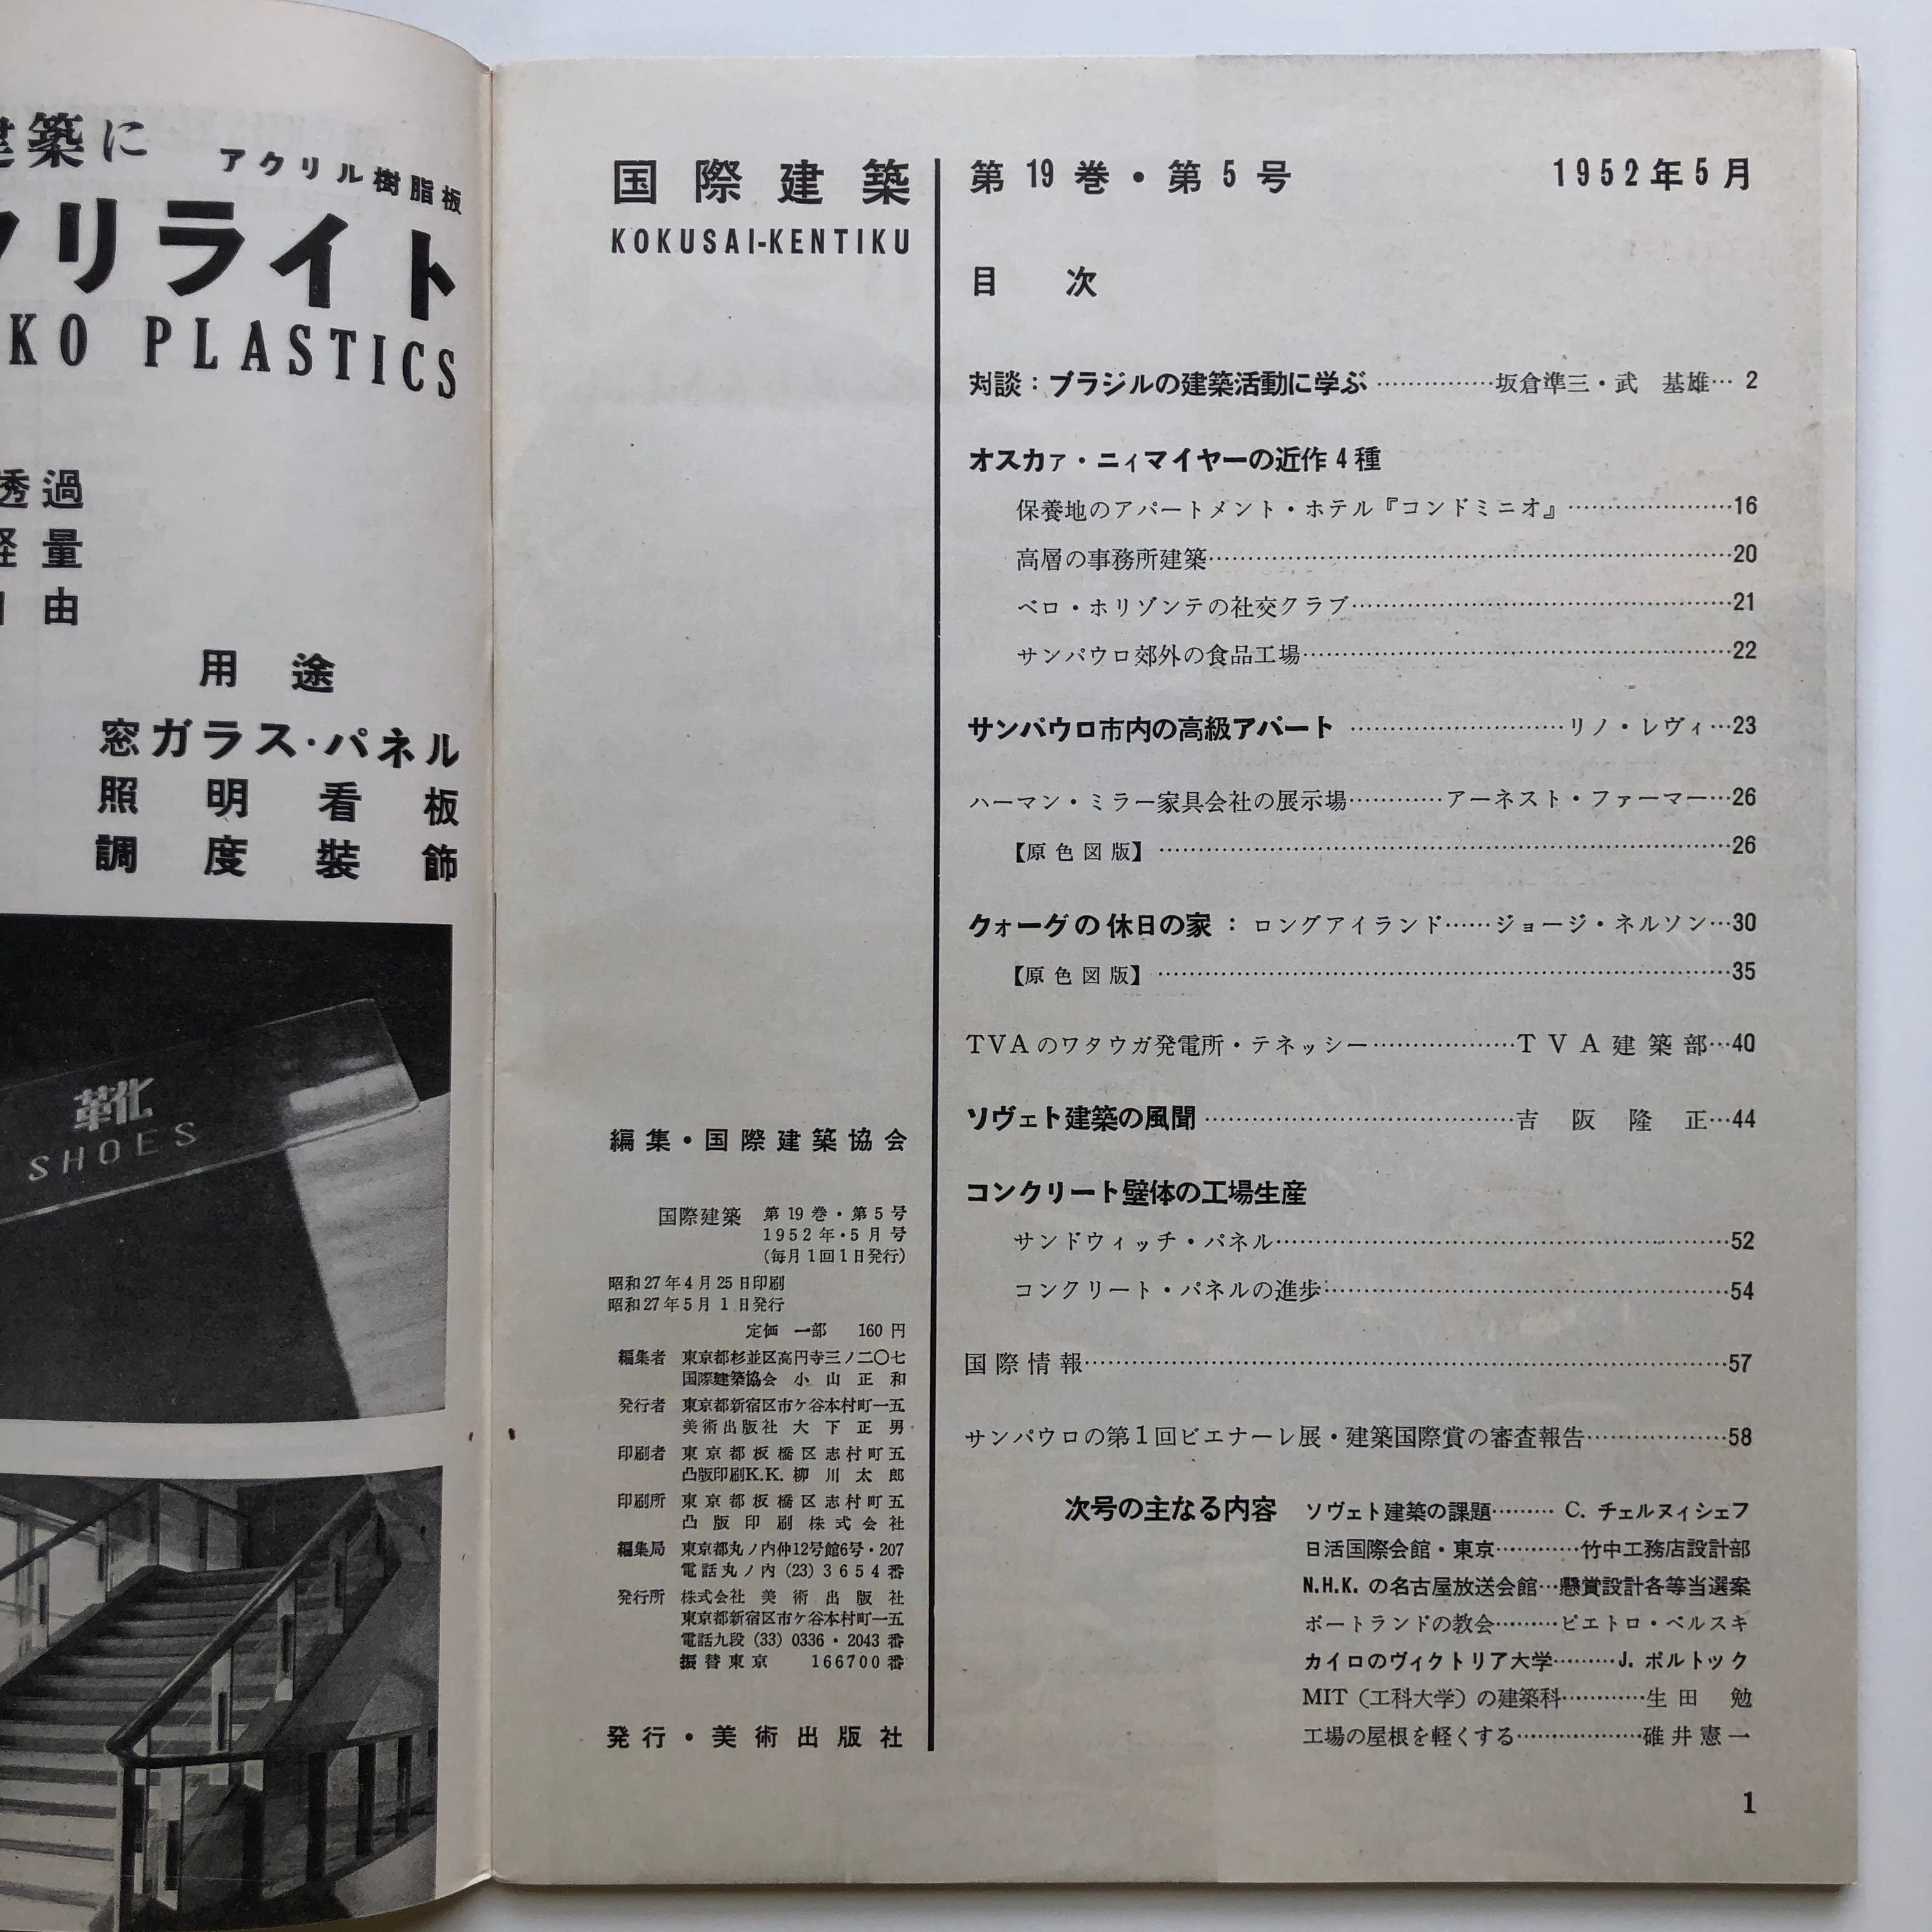 建築に
アクリル樹脂板
クリライト
KO PLASTICS
透過
軽量
自由
用途
窓ガラス・パネル
照明看板
調度装飾
靴
SHOES
国際建築
KOKUSAI-KENTIKU
編集・国際建築協会
国際建築 第19巻・第5号
1952年・5月号
(毎月1回1日発行)
昭和27年4月25日印刷
昭和27年5月1日発行
定価 一部 160円
編集者 東京都杉並区高円寺三ノ二〇七
国際建築協会 小山正和
発行者 東京都新宿区市ケ谷本村町一五
美術出版社 大下正男
印刷者 東京都板橋区志村町五
凸版印刷K.K. 柳川太郎
印刷所 東京都板橋区志村町五
凸版印刷株式会社
編集局 東京都丸ノ内仲12号館6号・207
電話丸ノ内(23)3654番
発行所 株式会社 美術出版社
東京都新宿区市ケ谷本村町一五
電話九段(33)0336・2043番
振替東京 166700番
発行・美術出版社
第19巻・第5号 1952年5月
目次
対談：ブラジルの建築活動に学ぶ……………坂倉準三・武 基雄… 2
オスカァ・ニィマイヤーの近作4種
保養地のアパートメント・ホテル『コンドミニオ』…………………16
高層の事務所建築…………………20
ベロ・ホリゾンテの社交クラブ…………………21
サンパウロ郊外の食品工場…………………22
サンパウロ市内の高級アパート…………………リノ・レヴィ…23
ハーマン・ミラー家具会社の展示場…………アーネスト・ファーマー…26
【原色図版】…………………26
クォーグの休日の家：ロングアイランド……ジョージ・ネルソン…30
【原色図版】…………………35
TVAのワタウガ発電所・テネッシー………………TVA建築部…40
ソヴェト建築の風聞…………………吉阪隆正…44
コンクリート壁体の工場生産
サンドウィッチ・パネル…………………52
コンクリート・パネルの進歩…………………54
国際情報…………………57
サンパウロの第1回ビエナーレ展・建築国際賞の審査報告………………58
次号の主なる内容 ソヴェト建築の課題………C. チェルヌィシェフ
日活国際会館・東京…………竹中工務店設計部
N.H.K. の名古屋放送会館…懸賞設計各等当選案
ポートランドの教会………ピエトロ・ベルスキ
カイロのヴィクトリア大学………J. ボルトック
MIT（工科大学）の建築科…………生田 勉
工場の屋根を軽くする………………碓井憲一
1